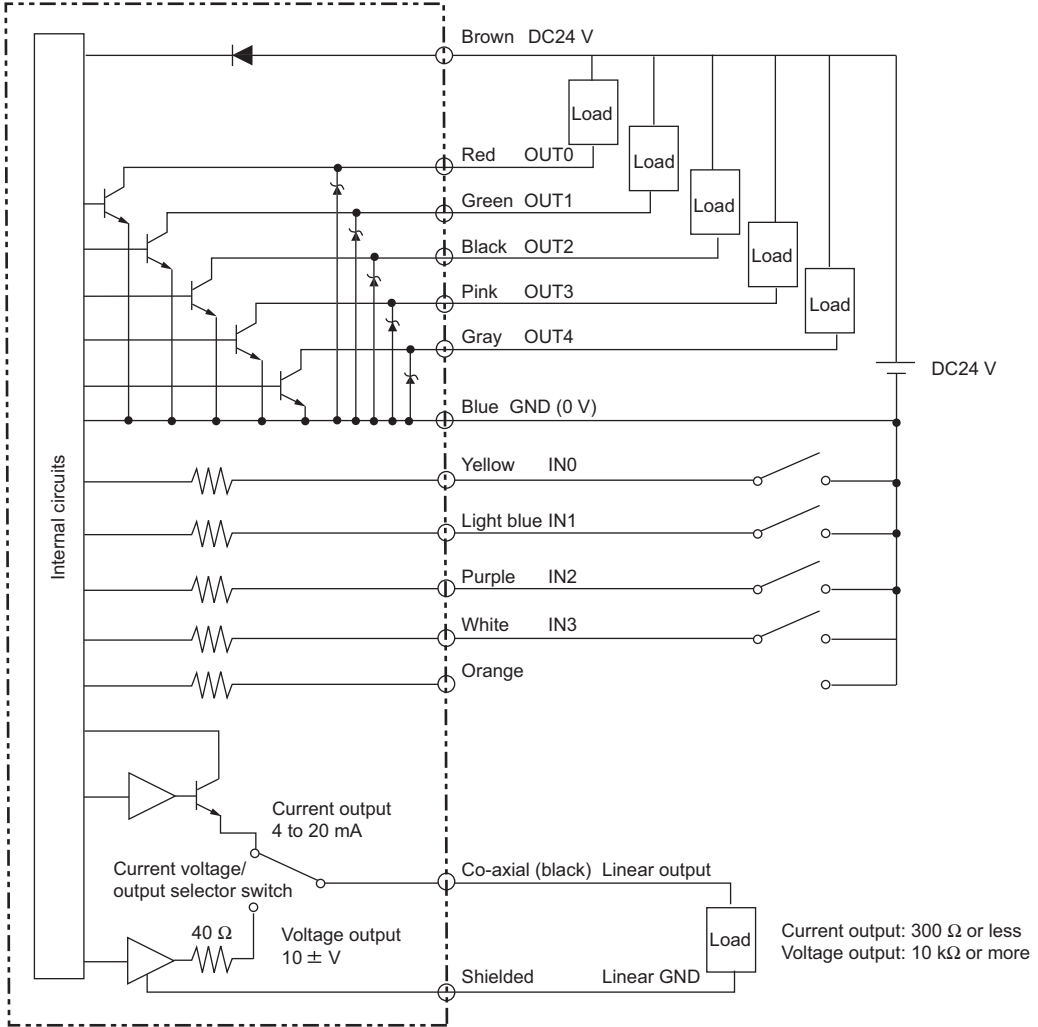 Brown DC24 V
Load
Load
Load
Load
Load
Red OUT0
Green OUT1
Black OUT2
Pink OUT3
Gray OUT4
DC24 V
Blue GND (0 V)
Internal circuits
Yellow IN0
Light blue IN1
Purple IN2
White IN3
Orange
Current output
4 to 20 mA
Current voltage/
output selector switch
Co-axial (black) Linear output
40 Ω
Voltage output
10 ± V
Load
Current output: 300 Ω or less
Voltage output: 10 kΩ or more
Shielded Linear GND